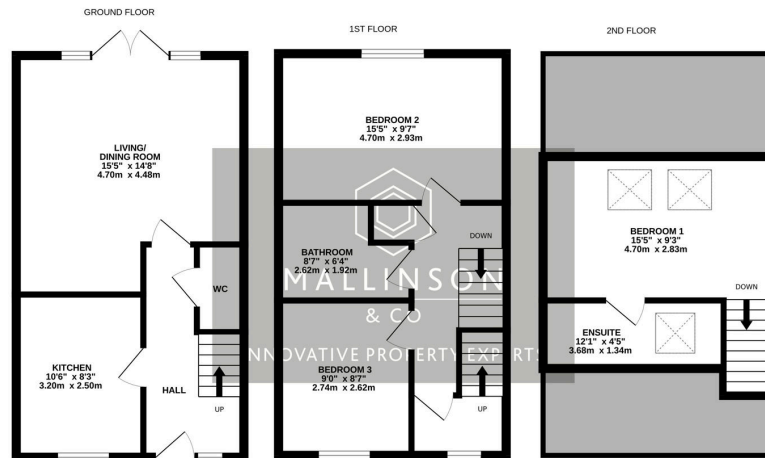 GROUND FLOOR
LIVING/
DINING ROOM
15'5" x 14'8"
4.70m x 4.48m
WC
KITCHEN
10'6" x 8'3"
3.20m x 2.50m
HALL
UP
1ST FLOOR
BEDROOM 2
15'5" x 9'7"
4.70m x 2.93m
DOWN
BATHROOM
8'7" x 6'4"
2.62m x 1.92m
BEDROOM 3
9'0" x 8'7"
2.74m x 2.62m
UP
2ND FLOOR
BEDROOM 1
15'5" x 9'3"
4.70m x 2.83m
DOWN
ENSUITE
12'1" x 4'5"
3.68m x 1.34m
MALLINSON
& CO
INNOVATIVE PROPERTY EXPERTS